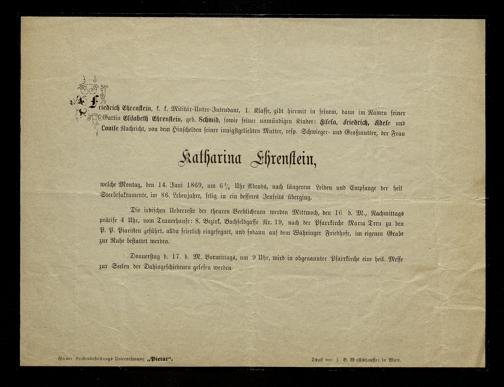 Friedrich Ehrenstein, k. k. Militär-Unter-Intendant, 1. Klasse, gibt hiermit in seinem, dann im Namen seiner
Gattin Elisabeth Ehrenstein, geb. Schmid, sowie seiner unmündigen Kinder: Gisela, Friedrich, Adele und
Louise Nachricht, von dem Hinscheiden seiner innigstgeliebten Mutter, resp. Schwieger- und Großmutter, der Frau
Katharina Ehrenstein,
welche Montag, den 14. Juni 1869, um 6¾ Uhr Abends, nach längerem Leiden und Empfange der heil
Sterbesakramente, im 86. Lebensjahre, selig in ein besseres Jenseits überging.
Die irdischen Ueberreste der theuren Verblichenen werden Mittwoch, den 16 d. M., Nachmittags
präzise 4 Uhr, vom Trauerhause: 8. Bezirk, Buchfeldgasse Nr. 19, nach der Pfarrkirche Maria Treu zu den
P. P. Piaristen geführt, allda feierlich eingesegnet, und sodann auf dem Währinger Friedhofe, im eigenen Grabe
zur Ruhe bestattet werden.
Donnerstag d. 17. d. M. Vormittags, um 9 Uhr, wird in obgenannter Pfarrkirche eine heil. Messe
zur Seelen der Dahingeschiedenen gelesen werden
Wiener Leichenbestattungs-Unternehmung „Pietät“.
Druck von J. B. Wallishausser in Wien.